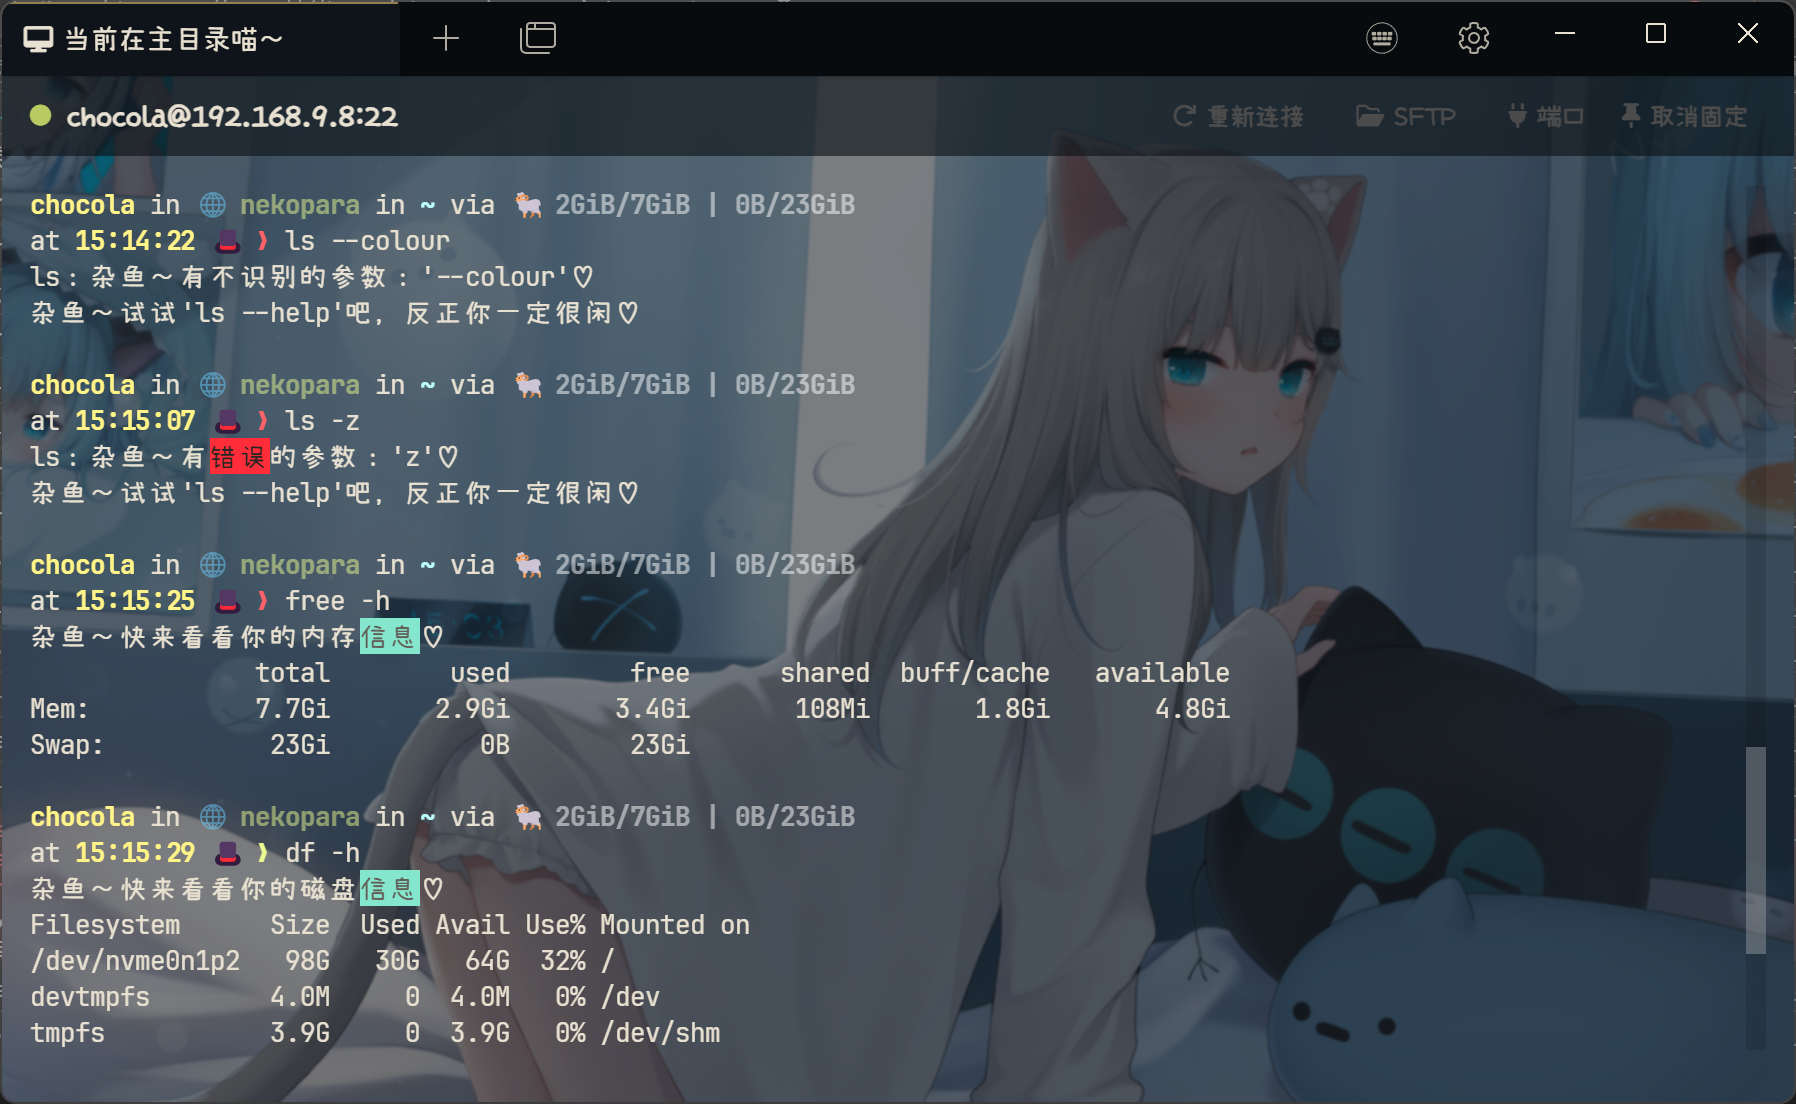 当前在主目录喵～
chocola@192.168.9.8:22
重新连接 SFTP 端口 取消固定
chocola in 🌐 nekopara in ~ via 🐏 2GiB/7GiB | 0B/23GiB
at 15:14:22 🎩 ❯ ls --colour
ls: 杂鱼～有不识别的参数：'--colour'♡
杂鱼～试试'ls --help'吧，反正你一定很闲♡
chocola in 🌐 nekopara in ~ via 🐏 2GiB/7GiB | 0B/23GiB
at 15:15:07 🎩 ❯ ls -z
ls: 杂鱼～有错误的参数：'z'♡
杂鱼～试试'ls --help'吧，反正你一定很闲♡
chocola in 🌐 nekopara in ~ via 🐏 2GiB/7GiB | 0B/23GiB
at 15:15:25 🎩 ❯ free -h
杂鱼～快来看看你的内存信息♡
total used free shared buff/cache available
Mem: 7.7Gi 2.9Gi 3.4Gi 108Mi 1.8Gi 4.8Gi
Swap: 23Gi 0B 23Gi
chocola in 🌐 nekopara in ~ via 🐏 2GiB/7GiB | 0B/23GiB
at 15:15:29 🎩 ❯ df -h
杂鱼～快来看看你的磁盘信息♡
Filesystem Size Used Avail Use% Mounted on
/dev/nvme0n1p2 98G 30G 64G 32% /
devtmpfs 4.0M 0 4.0M 0% /dev
tmpfs 3.9G 0 3.9G 0% /dev/shm